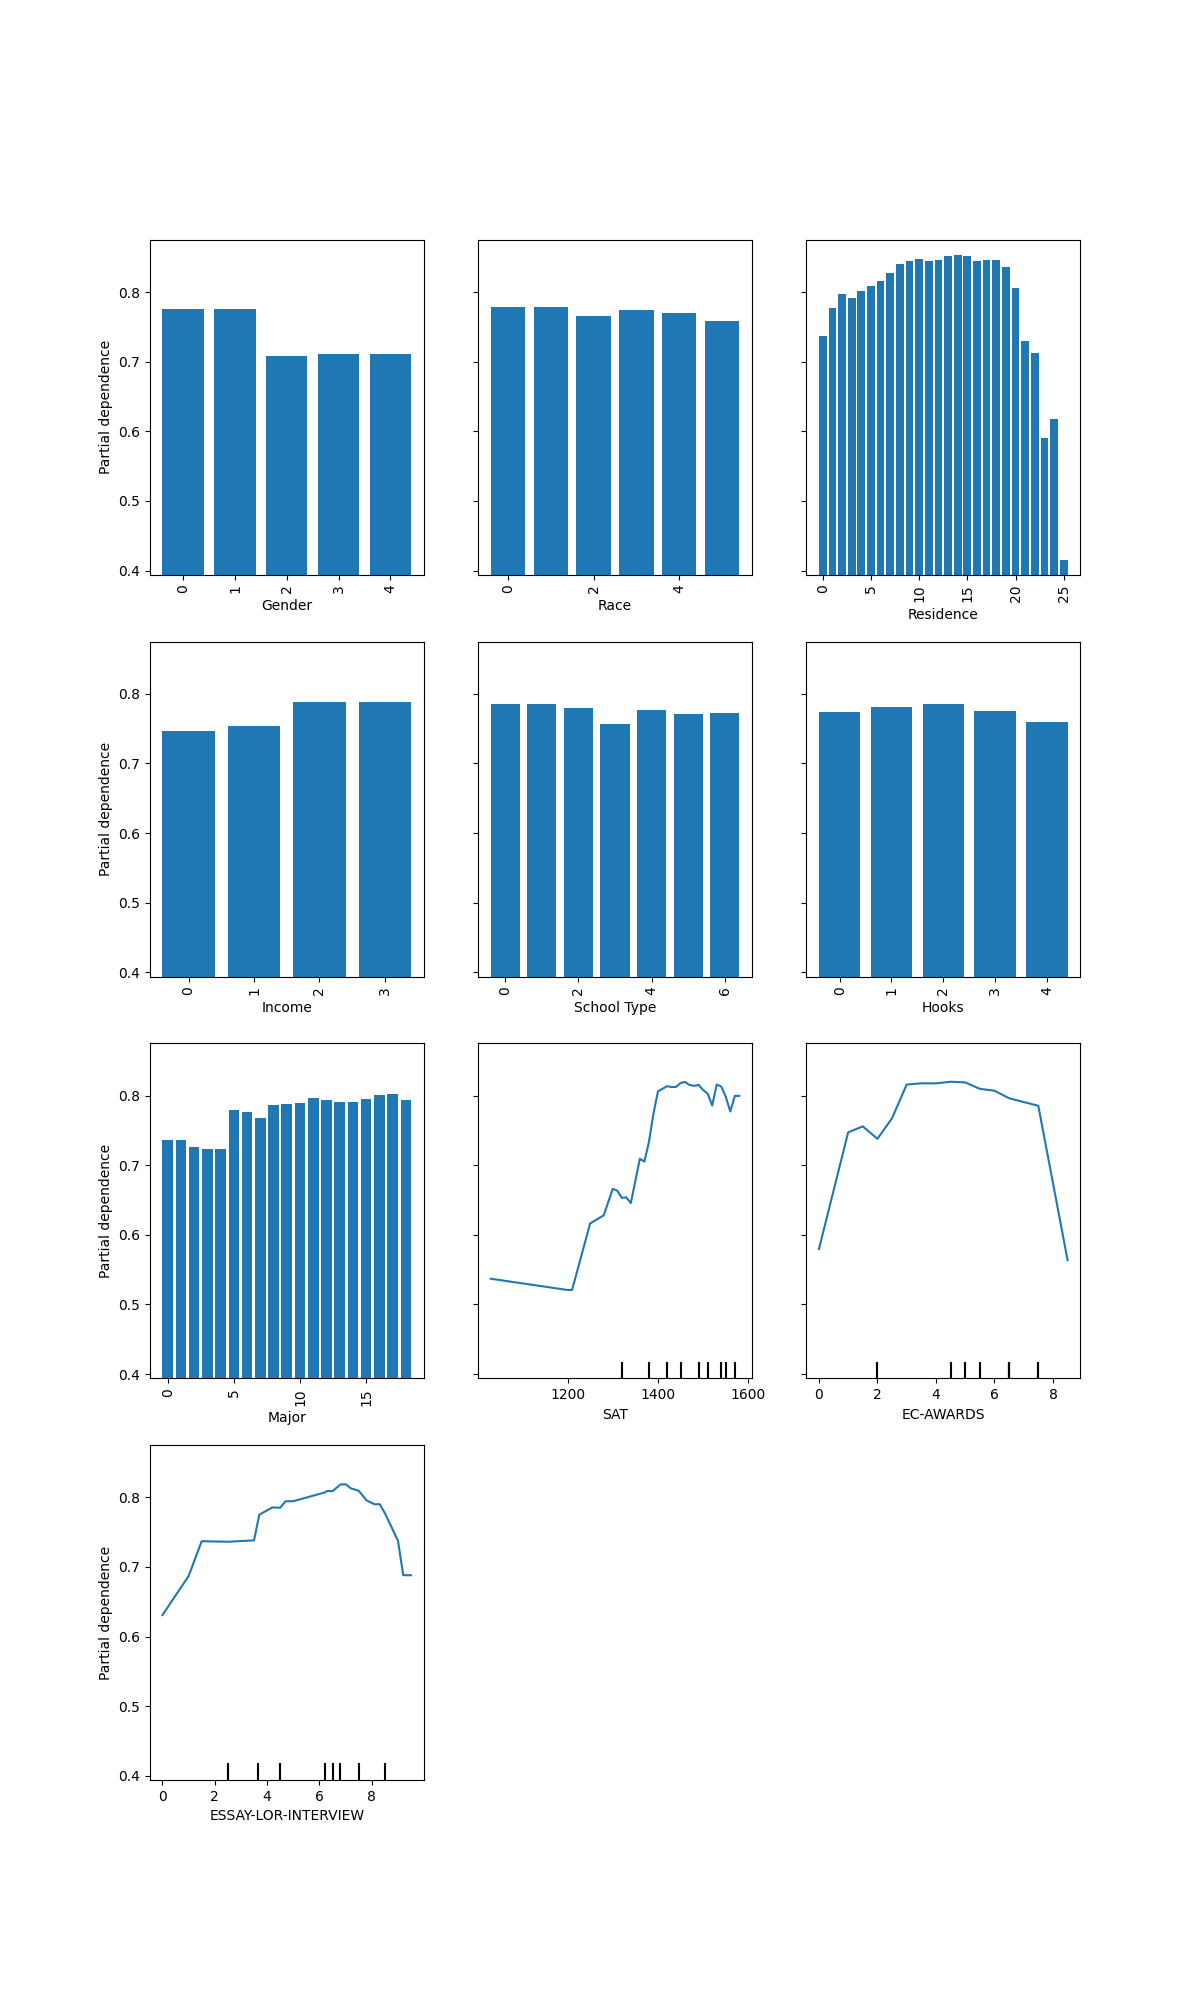 Partial dependence
0.8
0.7
0.6
0.5
0.4
0 1 2 3 4
Gender
0 2 4
Race
0 5 10 15 20 25
Residence
Partial dependence
0.8
0.7
0.6
0.5
0.4
0 1 2 3
Income
0 2 4 6
School Type
0 1 2 3 4
Hooks
Partial dependence
0.8
0.7
0.6
0.5
0.4
0 5 10 15
Major
1200 1400 1600
SAT
0 2 4 6 8
EC-AWARDS
Partial dependence
0.8
0.7
0.6
0.5
0.4
0 2 4 6 8
ESSAY-LOR-INTERVIEW